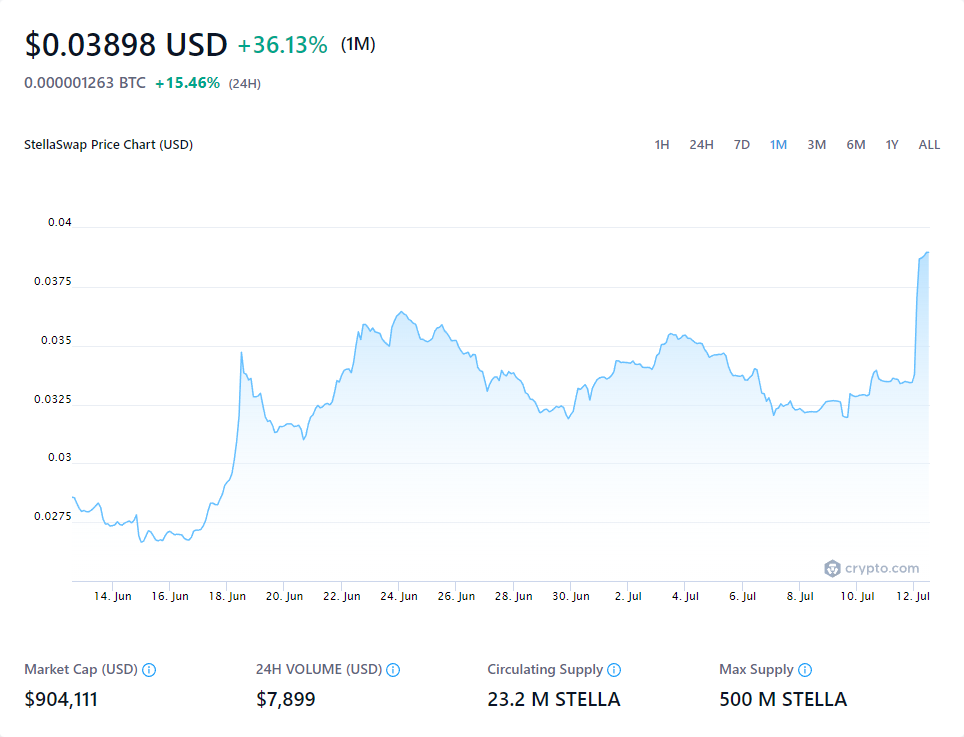 $0.03898 USD +36.13% (1M)
0.000001263 BTC +15.46% (24H)
StellaSwap Price Chart (USD) 1H 24H 7D 1M 3M 6M 1Y ALL
0.04
0.0375
0.035
0.0325
0.03
0.0275
crypto.com
14. Jun 16. Jun 18. Jun 20. Jun 22. Jun 24. Jun 26. Jun 28. Jun 30. Jun 2. Jul 4. Jul 6. Jul 8. Jul 10. Jul 12. Jul
Market Cap (USD) 24H VOLUME (USD) Circulating Supply Max Supply
$904,111 $7,899 23.2 M STELLA 500 M STELLA